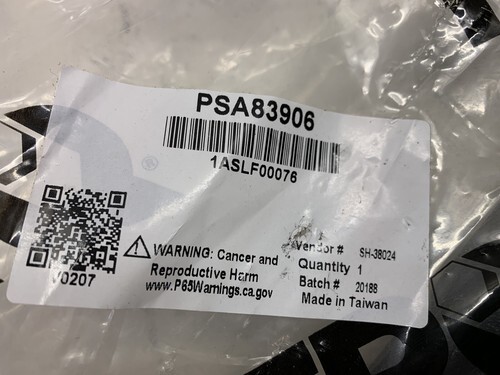 PSA83906
1ASLF00076
®
V0207
WARNING: Cancer and
Reproductive Harm
www.P65Warnings.ca.gov
Vendor # SH-38024
Quantity 1
Batch # 20188
Made in Taiwan